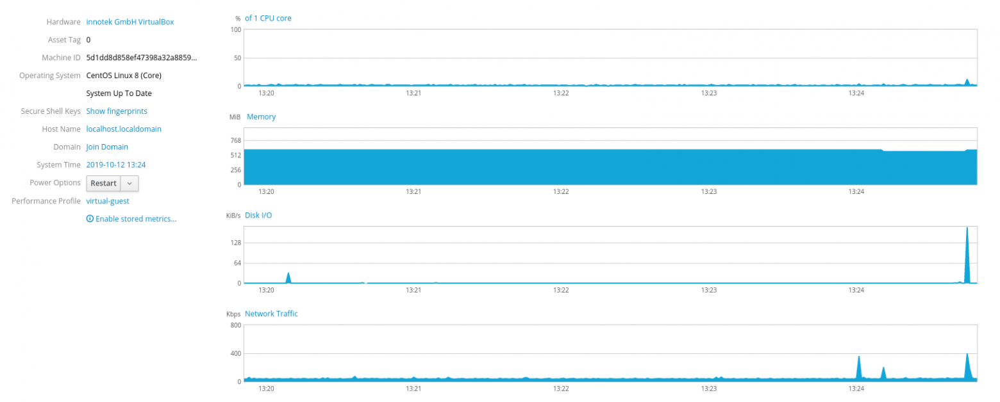 Hardware innotek GmbH VirtualBox
Asset Tag 0
Machine ID 5d1dd8d858ef47398a32a8859...
Operating System CentOS Linux 8 (Core)
System Up To Date
Secure Shell Keys Show fingerprints
Host Name localhost.localdomain
Domain Join Domain
System Time 2019-10-12 13:24
Power Options Restart
Performance Profile virtual-guest
Enable stored metrics...
% of 1 CPU core
100
50
0
13:20 13:21 13:22 13:23 13:24
MiB Memory
768
512
256
0
13:20 13:21 13:22 13:23 13:24
KiB/s Disk I/O
128
64
0
13:20 13:21 13:22 13:23 13:24
Kbps Network Traffic
800
400
0
13:20 13:21 13:22 13:23 13:24